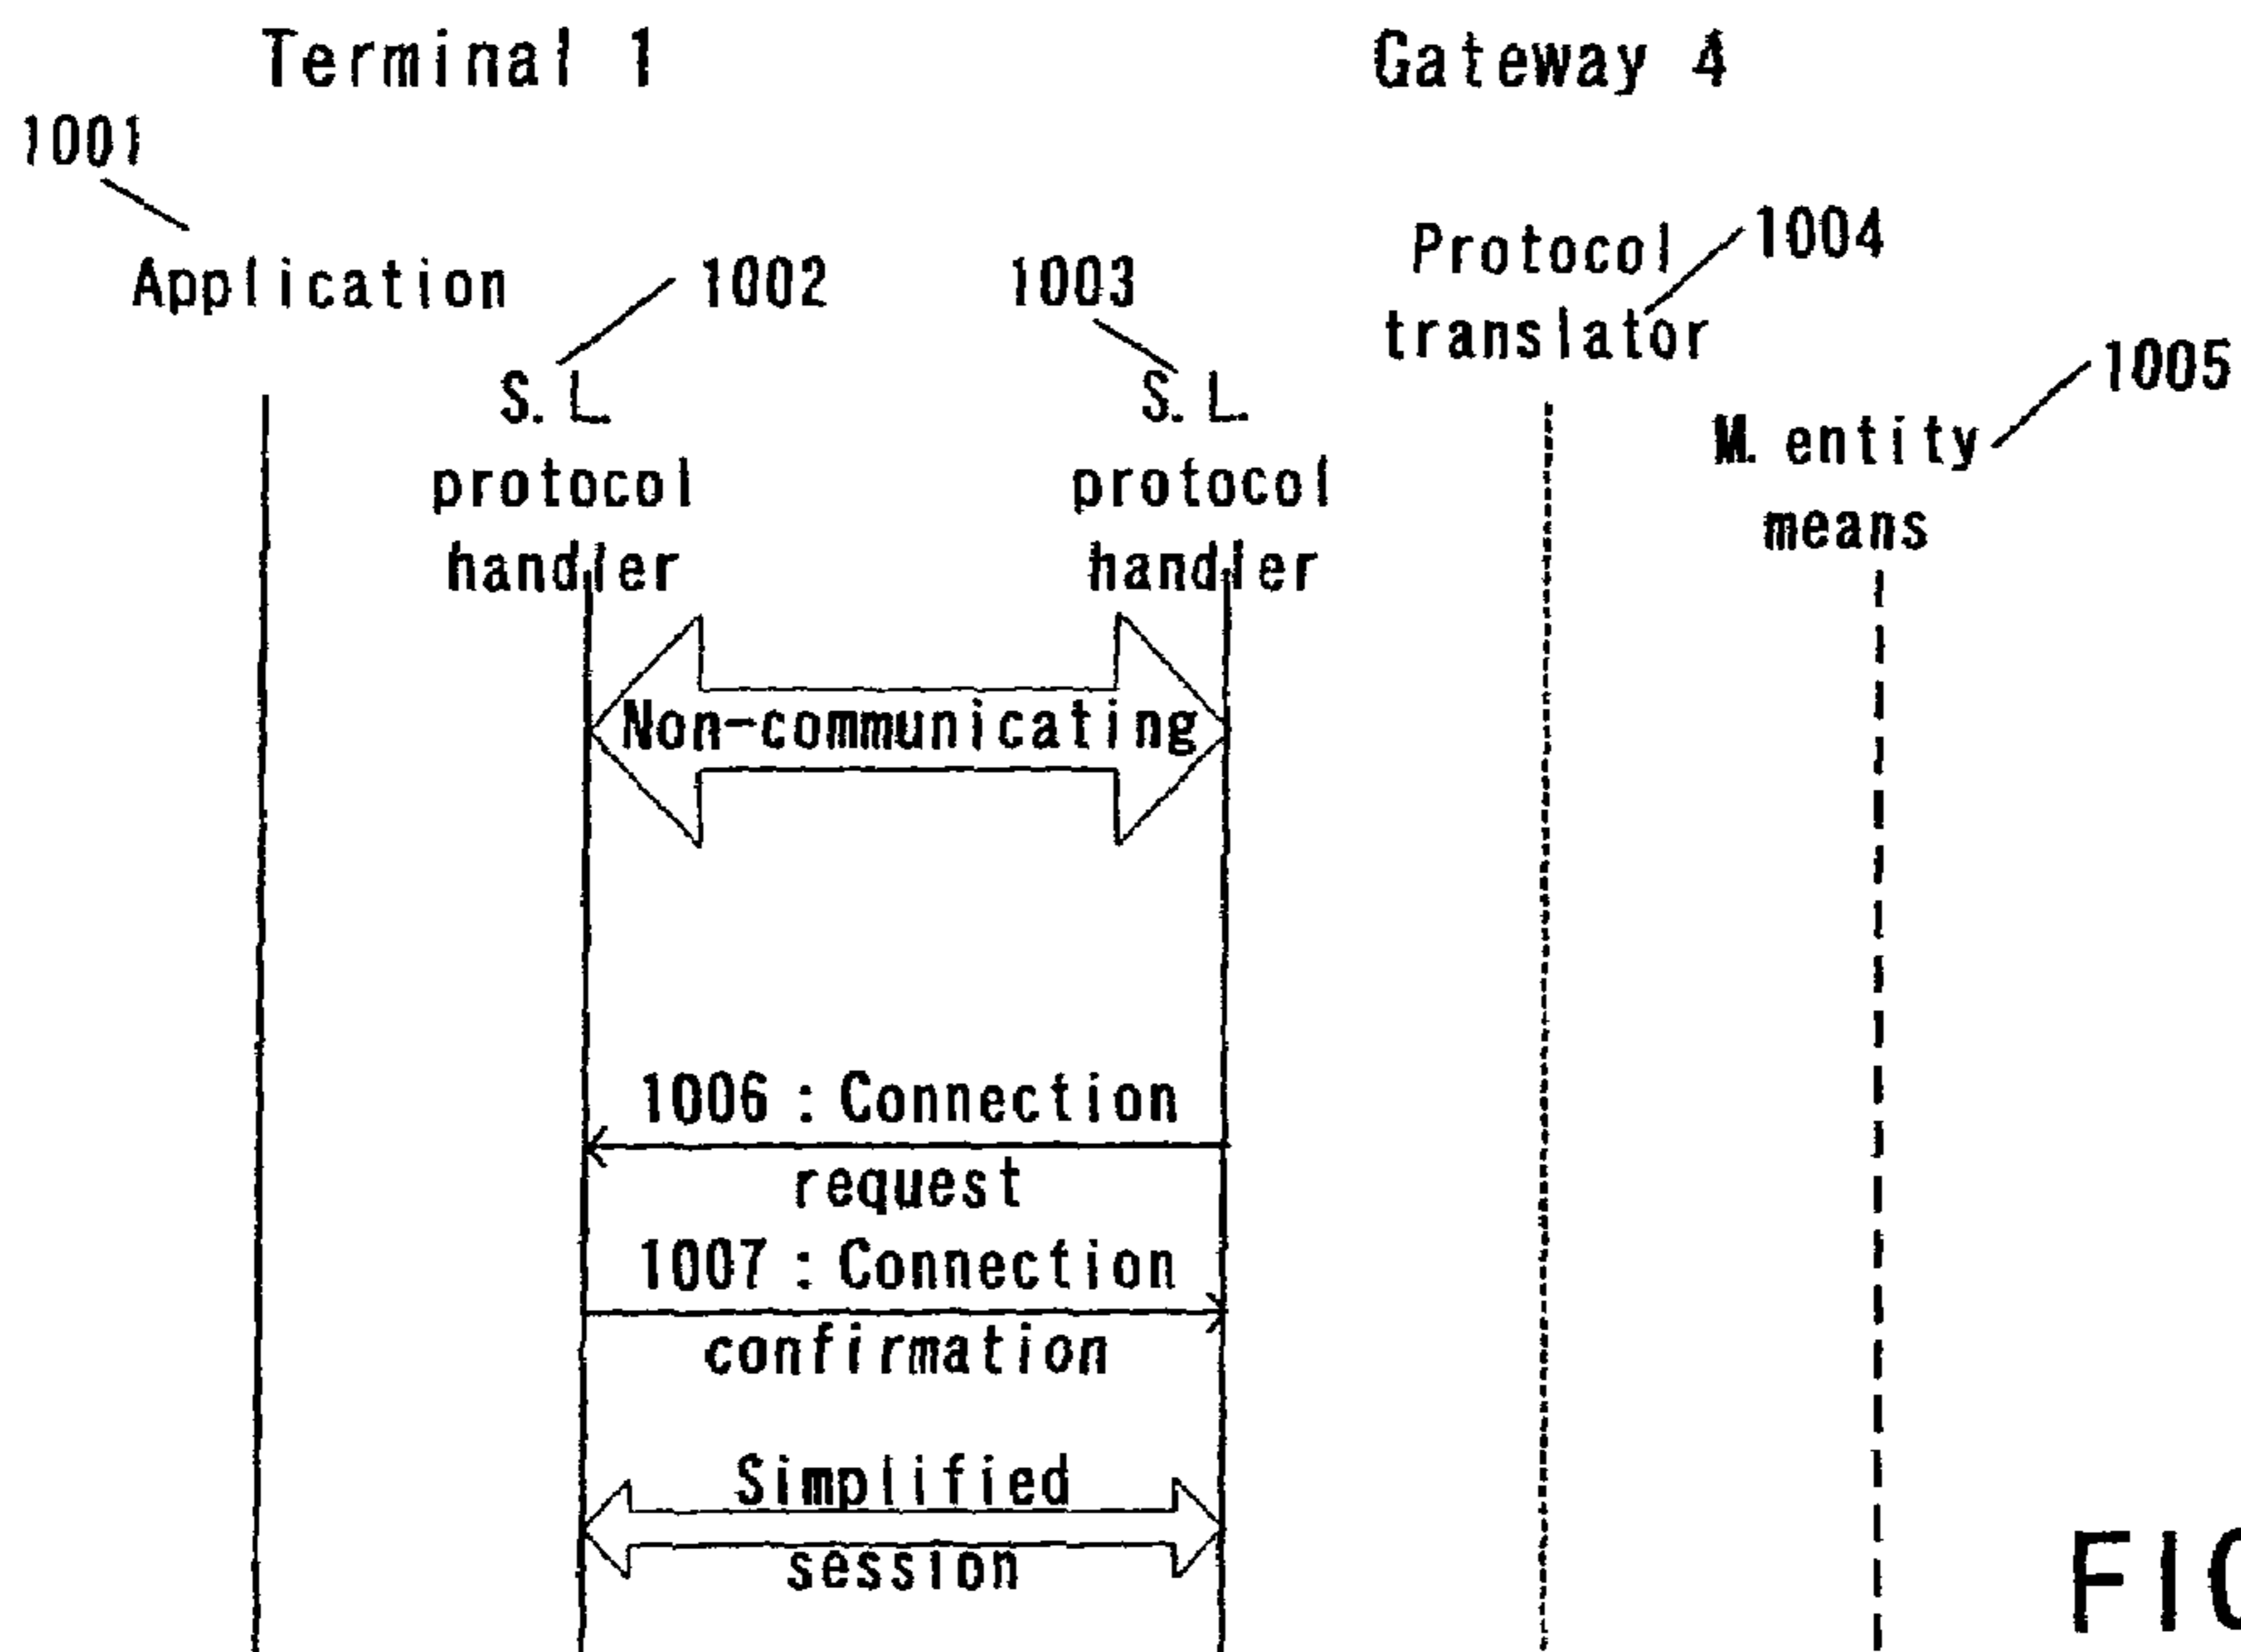 Terminal 1
Gateway 4
1001
Application
1002
1003
Protocol
translator
1004
1005
S. L.
protocol
handler
S. L.
protocol
handler
M. entity
means
Non-communicating
1006 : Connection
request
1007 : Connection
confirmation
Simplified
session